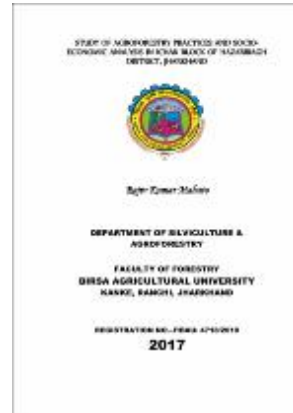 STUDY OF AGROFORESTRY PRACTICES AND SOCIO-
ECONOMIC ANALYSIS IN ICHAK BLOCK OF HAZARIBAGH
DISTRICT, JHARKHAND
Kumar Mahato
DEPARTMENT OF SILVICULTURE &
AGROFORESTRY
FACULTY OF FORESTRY
BIRSA AGRICULTURAL UNIVERSITY
KANKE, RANCHI, JHARKHAND
REGISTRATION NO.
2017